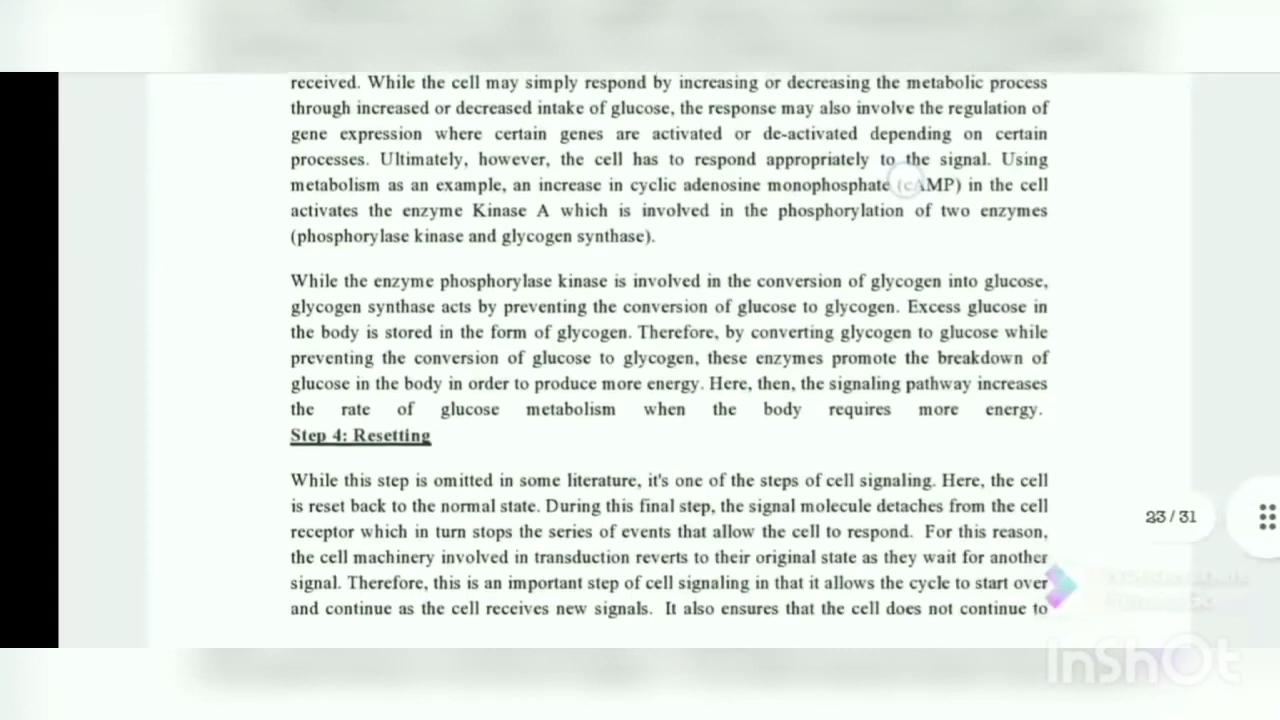 received. While the cell may simply respond by increasing or decreasing the metabolic process
through increased or decreased intake of glucose, the response may also involve the regulation of
gene expression where certain genes are activated or de-activated depending on certain
processes. Ultimately, however, the cell has to respond appropriately to the signal. Using
metabolism as an example, an increase in cyclic adenosine monophosphate (cAMP) in the cell
activates the enzyme Kinase A which is involved in the phosphorylation of two enzymes
(phosphorylase kinase and glycogen synthase).
While the enzyme phosphorylase kinase is involved in the conversion of glycogen into glucose,
glycogen synthase acts by preventing the conversion of glucose to glycogen. Excess glucose in
the body is stored in the form of glycogen. Therefore, by converting glycogen to glucose while
preventing the conversion of glucose to glycogen, these enzymes promote the breakdown of
glucose in the body in order to produce more energy. Here, then, the signaling pathway increases
the rate of glucose metabolism when the body requires more energy.
Step 4: Resetting
While this step is omitted in some literature, it's one of the steps of cell signaling. Here, the cell
is reset back to the normal state. During this final step, the signal molecule detaches from the cell
receptor which in turn stops the series of events that allow the cell to respond. For this reason,
the cell machinery involved in transduction reverts to their original state as they wait for another
signal. Therefore, this is an important step of cell signaling in that it allows the cycle to start over
and continue as the cell receives new signals. It also ensures that the cell does not continue to
23 / 31
InShOt